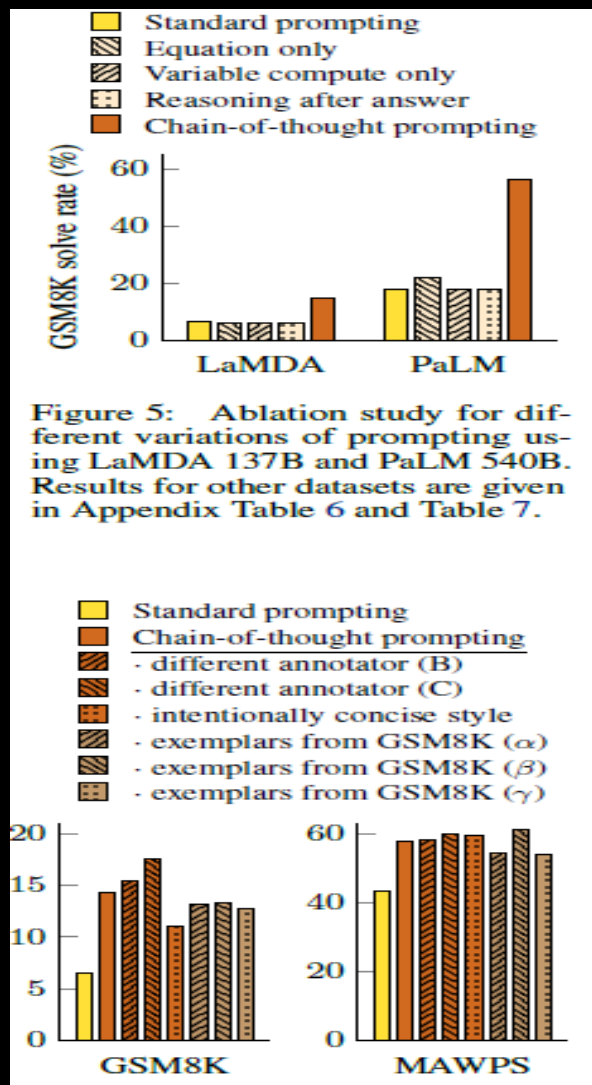 Standard prompting
Equation only
Variable compute only
Reasoning after answer
Chain-of-thought prompting
GSM8K solve rate (%)
60
40
20
0
LaMDA
PaLM
Figure 5: Ablation study for dif-
ferent variations of prompting us-
ing LaMDA 137B and PaLM 540B.
Results for other datasets are given
in Appendix Table 6 and Table 7.
Standard prompting
Chain-of-thought prompting
· different annotator (B)
· different annotator (C)
· intentionally concise style
· exemplars from GSM8K (α)
· exemplars from GSM8K (β)
· exemplars from GSM8K (γ)
20
15
10
5
0
GSM8K
60
40
20
0
MAWPS